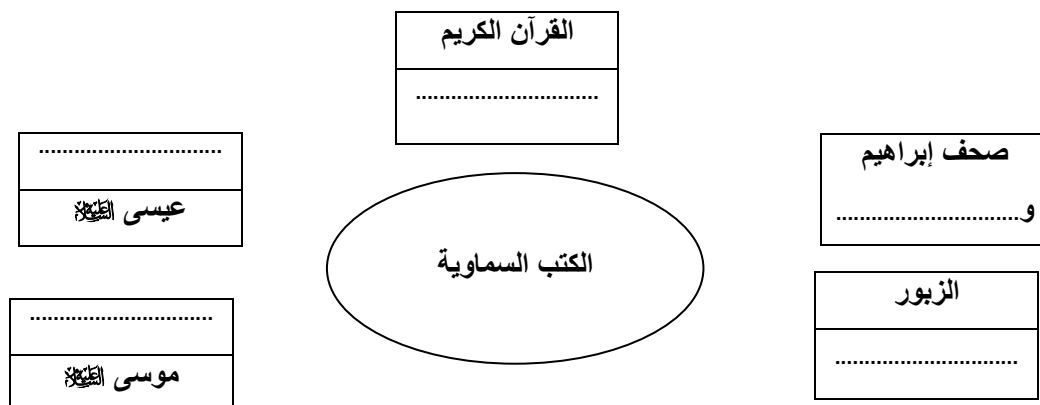 القرآن الكريم
..............................
صحف إبراهيم
و..............................
..............................
عيسى عليه السلام
الكتب السماوية
الزبور
..............................
..............................
موسى عليه السلام